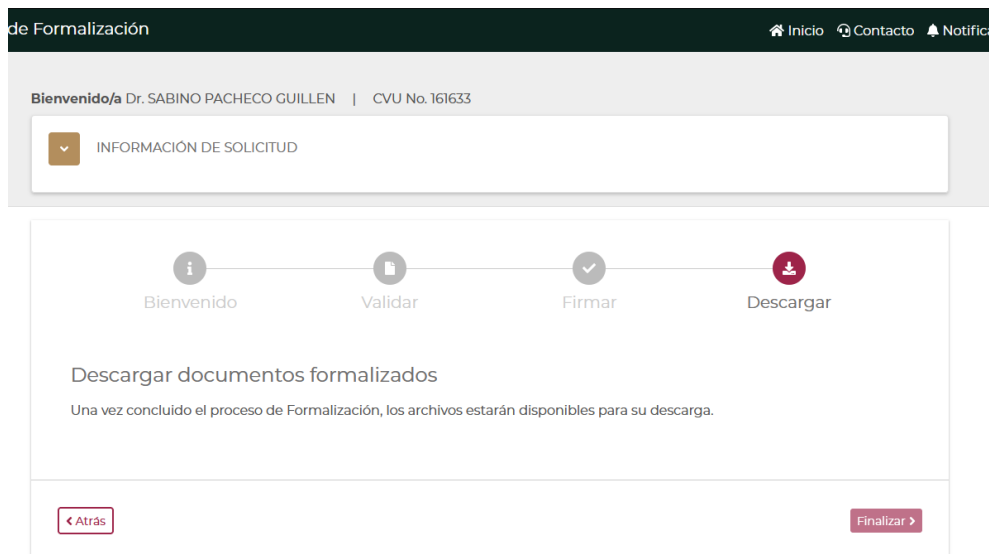 de Formalización
Inicio Contacto Notifica
Bienvenido/a Dr. SABINO PACHECO GUILLEN | CVU No. 161633
INFORMACIÓN DE SOLICITUD
Bienvenido Validar Firmar Descargar
Descargar documentos formalizados
Una vez concluido el proceso de Formalización, los archivos estarán disponibles para su descarga.
Atrás
Finalizar